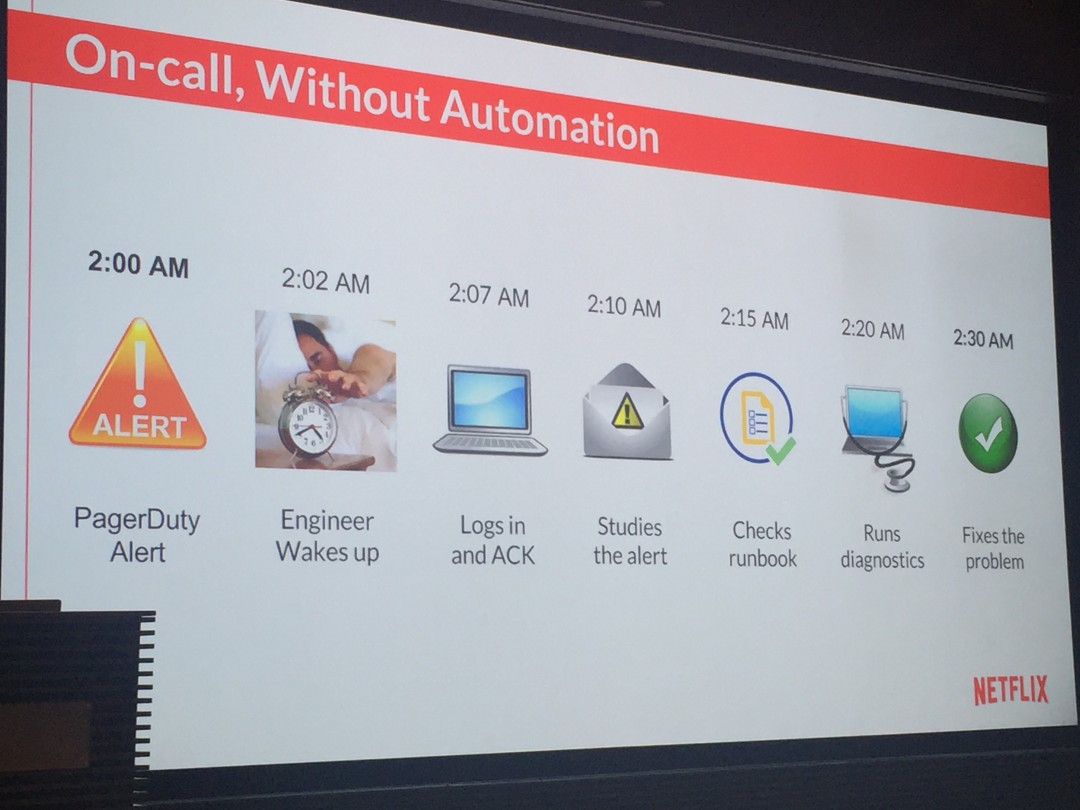 On-call, Without Automation
2:00 AM
2:02 AM
2:07 AM
2:10 AM
2:15 AM
2:20 AM
2:30 AM
ALERT
PagerDuty
Alert
Engineer
Wakes up
Logs in
and ACK
Studies
the alert
Checks
runbook
Runs
diagnostics
Fixes the
problem
NETFLIX